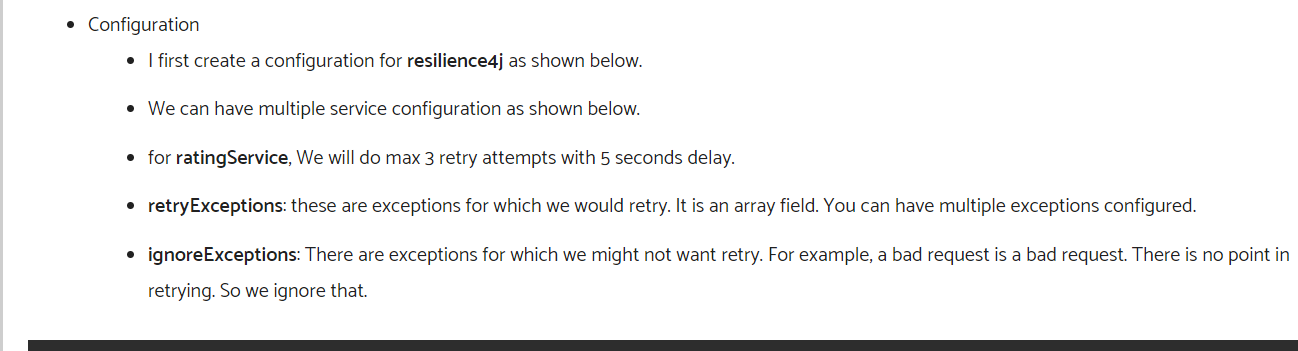 Configuration
I first create a configuration for resilience4j as shown below.
We can have multiple service configuration as shown below.
for ratingService, We will do max 3 retry attempts with 5 seconds delay.
retryExceptions: these are exceptions for which we would retry. It is an array field. You can have multiple exceptions configured.
ignoreExceptions: There are exceptions for which we might not want retry. For example, a bad request is a bad request. There is no point in
retrying. So we ignore that.